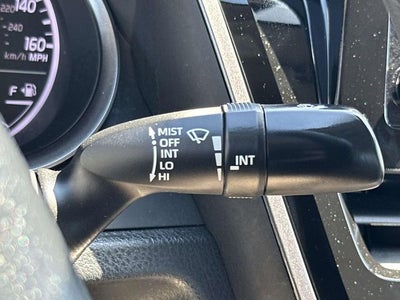 220
140
240
160
km/h MPH
F
MIST
OFF
INT
LO
HI
INT